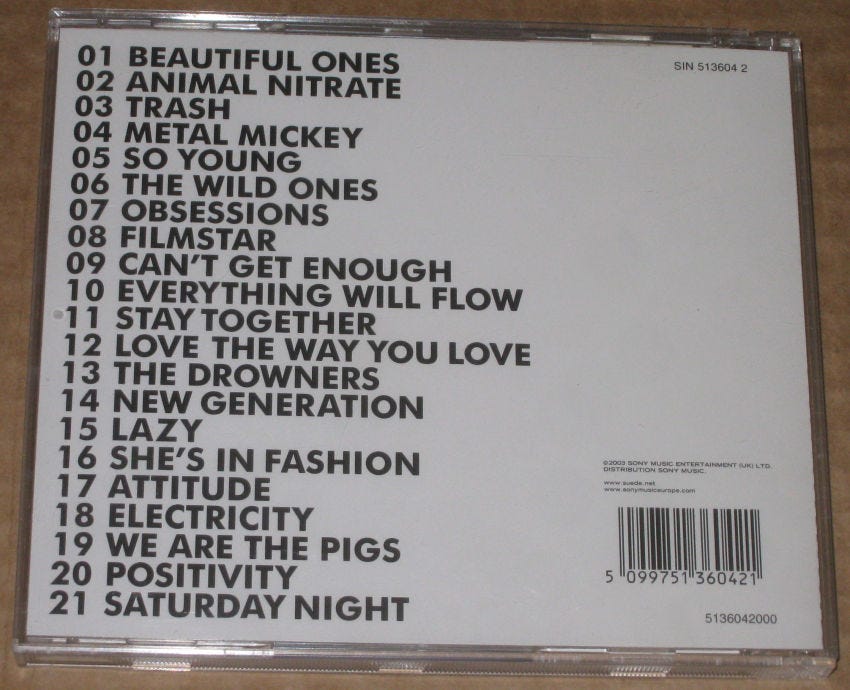 01 BEAUTIFUL ONES
SIN 513604 2
02 ANIMAL NITRATE
03 TRASH
04 METAL MICKEY
05 SO YOUNG
06 THE WILD ONES
07 OBSESSIONS
08 FILMSTAR
09 CAN'T GET ENOUGH
10 EVERYTHING WILL FLOW
11 STAY TOGETHER
12 LOVE THE WAY YOU LOVE
13 THE DROWNERS
14 NEW GENERATION
15 LAZY
16 SHE'S IN FASHION
17 ATTITUDE
18 ELECTRICITY
19 WE ARE THE PIGS
20 POSITIVITY
21 SATURDAY NIGHT
©2003 SONY MUSIC ENTERTAINMENT (UK) LTD.
DISTRIBUTION SONY MUSIC.
www.suede.net
www.sonymusiceurope.com
5 099751 360421
5136042000